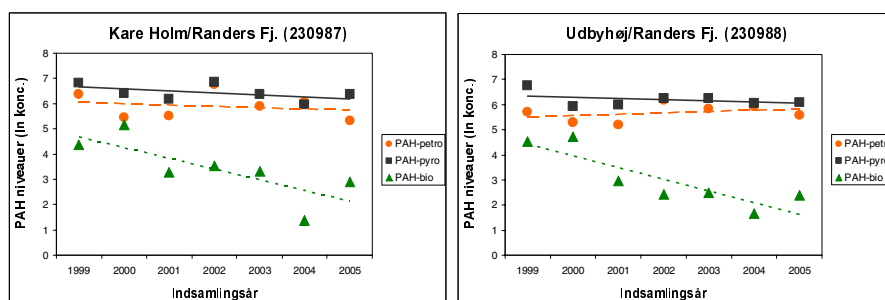 Kare Holm/Randers Fj. (230987)
PAH niveauer (ln konc.)
8
7
6
5
4
3
2
1
0
1999 2000 2001 2002 2003 2004 2005
Indsamlingsår
PAH-petro
PAH-pyro
PAH-bio
Udbyhøj/Randers Fj. (230988)
PAH niveauer (ln konc.)
8
7
6
5
4
3
2
1
0
1999 2000 2001 2002 2003 2004 2005
Indsamlingsår
PAH-petro
PAH-pyro
PAH-bio